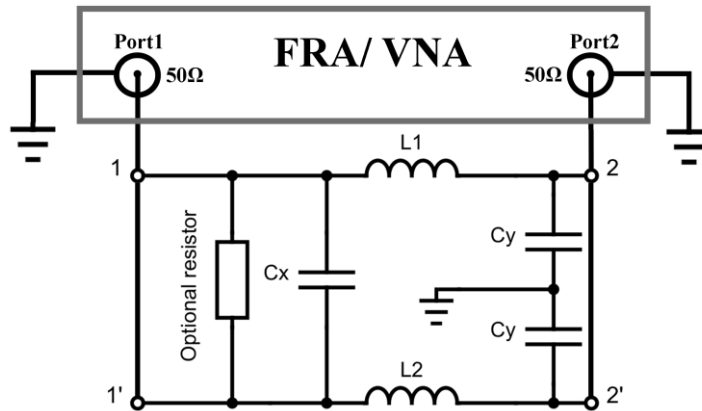 Port1
FRA/ VNA
Port2
50Ω
50Ω
1
L1
2
Optional resistor
Cx
Cy
Cy
1'
L2
2'